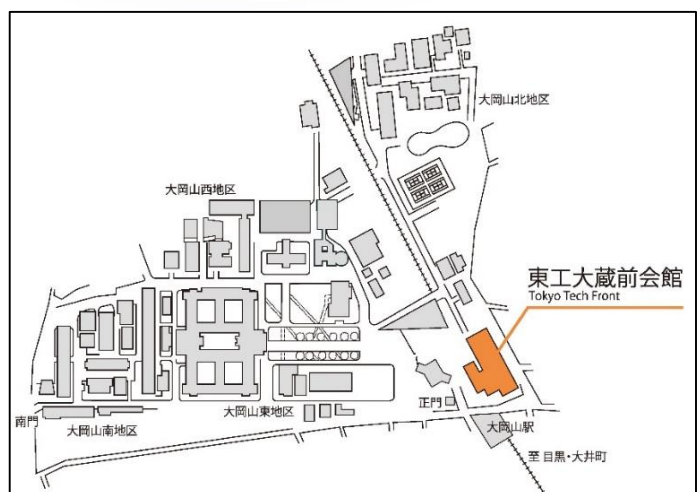 大岡山北地区
大岡山西地区
東工大蔵前会館
Tokyo Tech Front
正門
大岡山東地区
南門
大岡山南地区
大岡山駅
至 目黒・大井町